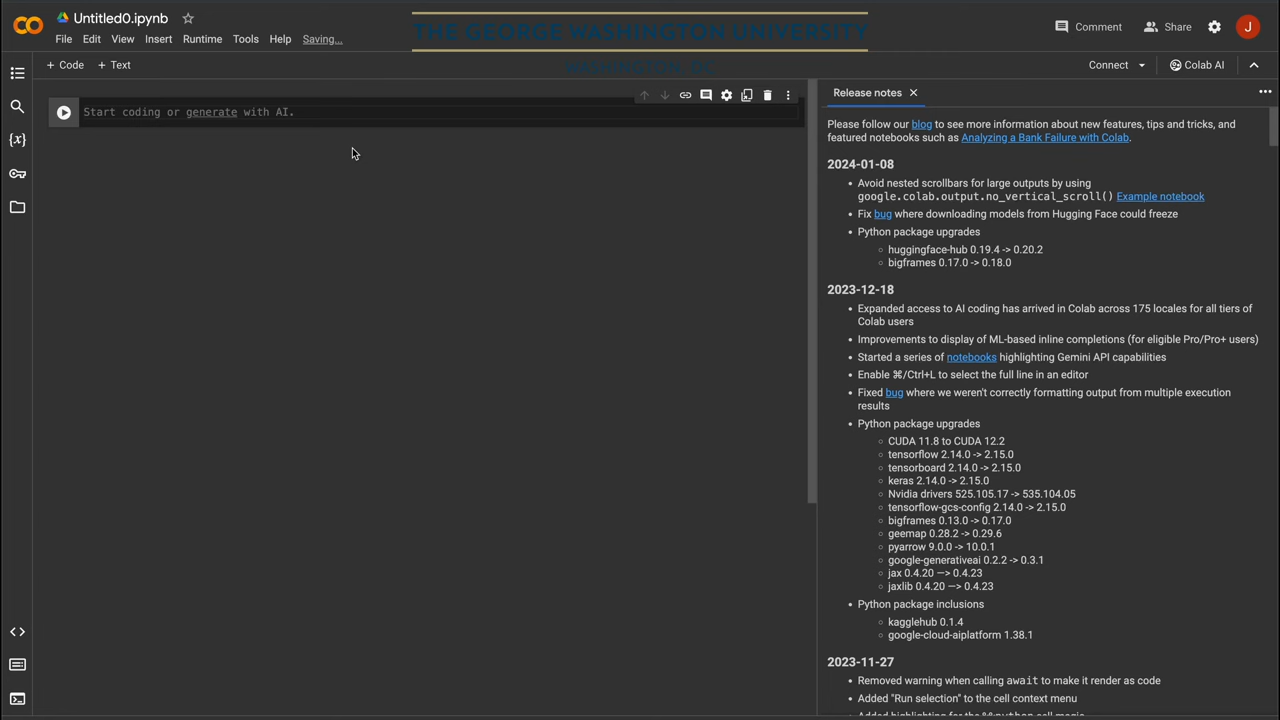 Untitled0.ipynb
THE GEORGE WASHINGTON UNIVERSITY
WASHINGTON, DC
Comment
Share
J
File Edit View Insert Runtime Tools Help Saving...
+ Code + Text
Connect
Colab AI
Start coding or generate with AI.
Release notes
Please follow our blog to see more information about new features, tips and tricks, and
featured notebooks such as Analyzing a Bank Failure with Colab.
2024-01-08
Avoid nested scrollbars for large outputs by using
google.colab.output.no_vertical_scroll() Example notebook
Fix bug where downloading models from Hugging Face could freeze
Python package upgrades
huggingface-hub 0.19.4 -> 0.20.2
bigframes 0.17.0 -> 0.18.0
2023-12-18
Expanded access to AI coding has arrived in Colab across 175 locales for all tiers of
Colab users
Improvements to display of ML-based inline completions (for eligible Pro/Pro+ users)
Started a series of notebooks highlighting Gemini API capabilities
Enable ⌘/Ctrl+L to select the full line in an editor
Fixed bug where we weren't correctly formatting output from multiple execution
results
Python package upgrades
CUDA 11.8 to CUDA 12.2
tensorflow 2.14.0 -> 2.15.0
tensorboard 2.14.0 -> 2.15.0
keras 2.14.0 -> 2.15.0
Nvidia drivers 525.105.17 -> 535.104.05
tensorflow-gcs-config 2.14.0 -> 2.15.0
bigframes 0.13.0 -> 0.17.0
geemap 0.28.2 -> 0.29.6
pyarrow 9.0.0 -> 10.0.1
google-generativeai 0.2.2 -> 0.3.1
jax 0.4.20 —> 0.4.23
jaxlib 0.4.20 —> 0.4.23
Python package inclusions
kagglehub 0.1.4
google-cloud-aiplatform 1.38.1
2023-11-27
Removed warning when calling await to make it render as code
Added "Run selection" to the cell context menu
Added highlighting for the %%python cell magic